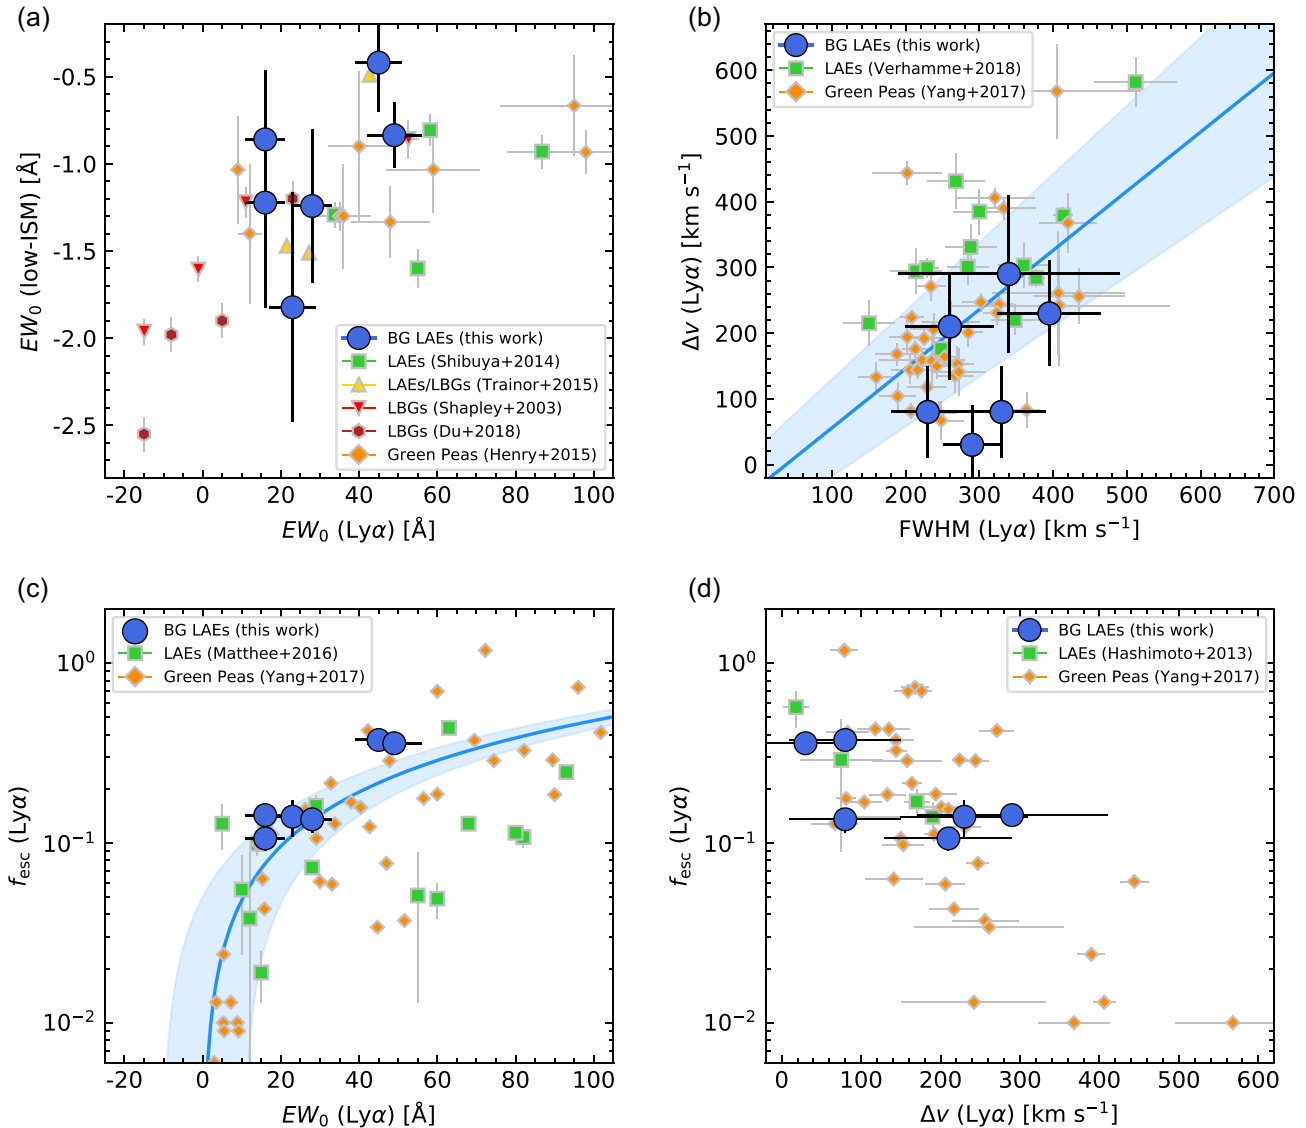 (a)
-0.5
-1.0
-1.5
-2.0
-2.5
EW₀ (low-ISM) [Å]
BG LAEs (this work)
LAEs (Shibuya+2014)
LAEs/LBGs (Trainor+2015)
LBGs (Shapley+2003)
LBGs (Du+2018)
Green Peas (Henry+2015)
-20 0 20 40 60 80 100
EW₀ (Lyα) [Å]
(b)
BG LAEs (this work)
LAEs (Verhamme+2018)
Green Peas (Yang+2017)
600
500
400
300
200
100
0
Δv (Lyα) [km s⁻¹]
100 200 300 400 500 600 700
FWHM (Lyα) [km s⁻¹]
(c)
BG LAEs (this work)
LAEs (Matthee+2016)
Green Peas (Yang+2017)
10⁰
10⁻¹
10⁻²
fesc (Lyα)
-20 0 20 40 60 80 100
EW₀ (Lyα) [Å]
(d)
BG LAEs (this work)
LAEs (Hashimoto+2013)
Green Peas (Yang+2017)
10⁰
10⁻¹
10⁻²
fesc (Lyα)
0 100 200 300 400 500 600
Δv (Lyα) [km s⁻¹]